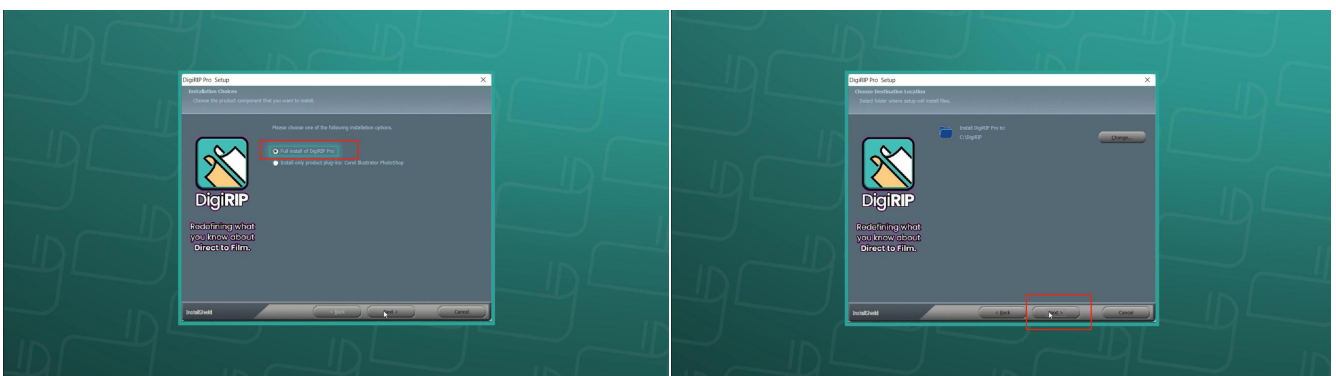 DigiRIP Pro Setup
Installation Choices
Choose the product component that you want to install.
Please choose one of the following installation options.
Full install of DigiRIP Pro
Install only product plug-ins: Corel Illustrator PhotoShop
DigiRIP
Redefining what
you know about
Direct to Film.
InstallShield
< Back
Next >
Cancel
DigiRIP Pro Setup
Choose Destination Location
Select folder where setup will install files.
Install DigiRIP Pro to:
C:\DigiRIP
Change...
DigiRIP
Redefining what
you know about
Direct to Film.
InstallShield
< Back
Next >
Cancel